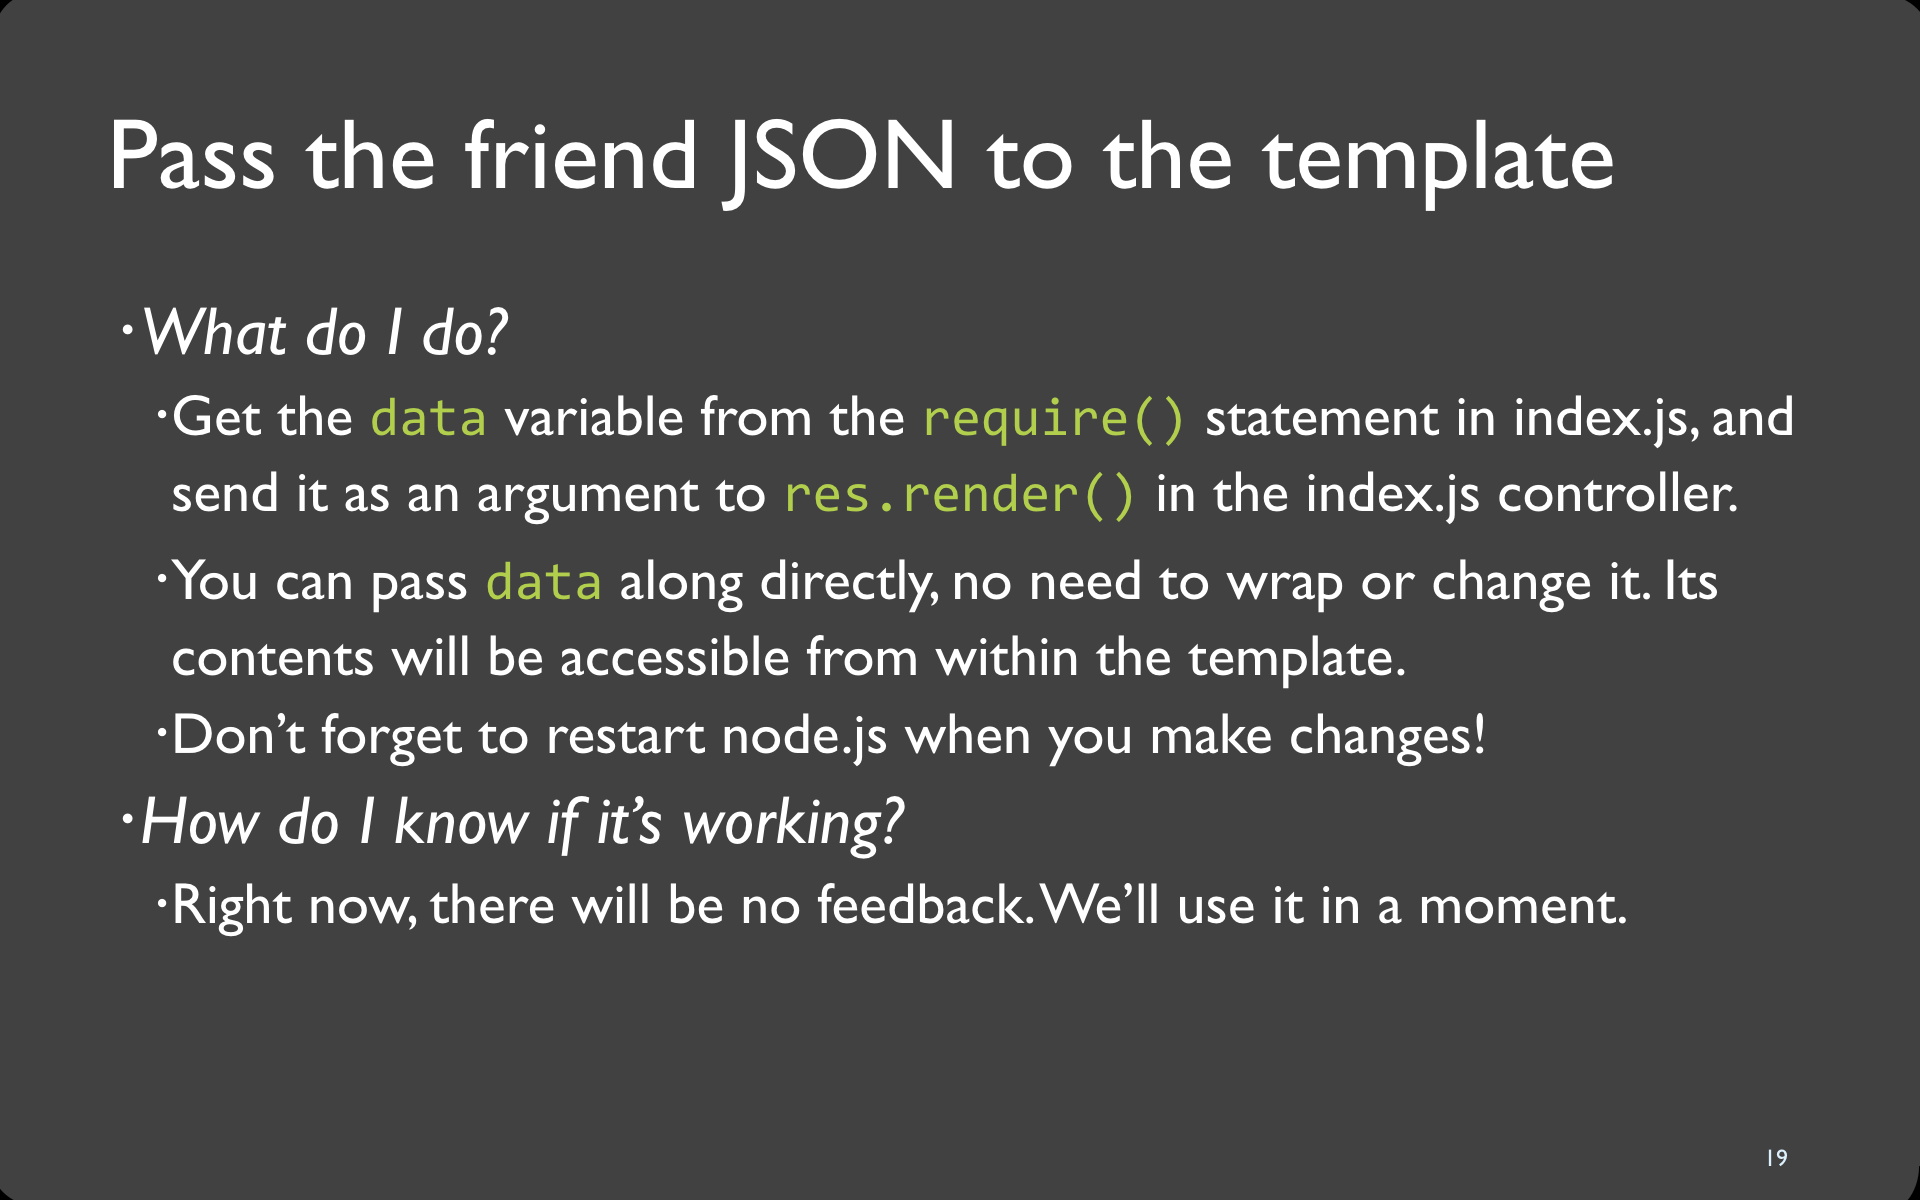 Pass the friend JSON to the template
•What do I do?
•Get the data variable from the require() statement in index.js, and
send it as an argument to res.render() in the index.js controller.
•You can pass data along directly, no need to wrap or change it. Its
contents will be accessible from within the template.
•Don’t forget to restart node.js when you make changes!
•How do I know if it’s working?
•Right now, there will be no feedback. We’ll use it in a moment.
19